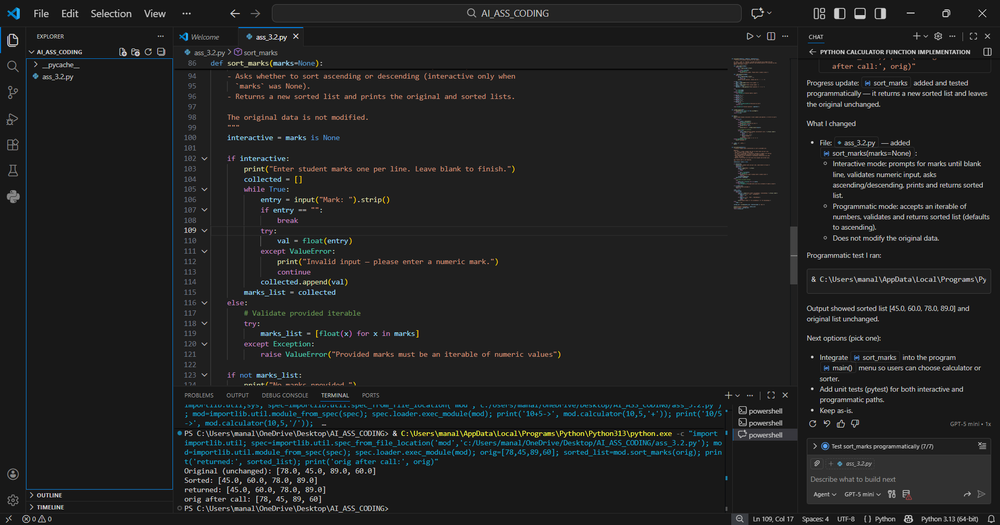 File Edit Selection View ··· AI_ASS_CODING
EXPLORER
AI_ASS_CODING
__pycache__
ass_3.2.py
OUTLINE
TIMELINE
Welcome
ass_3.2.py
ass_3.2.py > sort_marks
86 def sort_marks(marks=None):
94 - Asks whether to sort ascending or descending (interactive only when
95 `marks` was None).
96 - Returns a new sorted list and prints the original and sorted lists.
97
98 The original data is not modified.
99 """
100 interactive = marks is None
101
102 if interactive:
103 print("Enter student marks one per line. Leave blank to finish.")
104 collected = []
105 while True:
106 entry = input("Mark: ").strip()
107 if entry == "":
108 break
109 try:
110 val = float(entry)
111 except ValueError:
112 print("Invalid input — please enter a numeric mark.")
113 continue
114 collected.append(val)
115 marks_list = collected
116 else:
117 # Validate provided iterable
118 try:
119 marks_list = [float(x) for x in marks]
120 except Exception:
121 raise ValueError("Provided marks must be an iterable of numeric values")
122
123 if not marks_list:
124 print("No marks provided.")
PROBLEMS OUTPUT DEBUG CONSOLE TERMINAL PORTS
importlib.util,sys, spec=importlib.util.spec_from_file_location('mod','c:/Users/manal/OneDrive/Desktop/AI_ASS_CODING/ass_3.2.py')
; mod=importlib.util.module_from_spec(spec); spec.loader.exec_module(mod); print('10+5->', mod.calculator(10,5,'+')); print('10/5
->', mod.calculator(10,5,'/')); …
PS C:\Users\manal\OneDrive\Desktop\AI_ASS_CODING> & C:\Users\manal\AppData\Local\Programs\Python\Python313\python.exe -c "import
importlib.util; spec=importlib.util.spec_from_file_location('mod','c:/Users/manal/OneDrive/Desktop/AI_ASS_CODING/ass_3.2.py'); mo
d=importlib.util.module_from_spec(spec); spec.loader.exec_module(mod); orig=[78,45,89,60]; sorted_list=mod.sort_marks(orig); prin
t('returned:', sorted_list); print('orig after call:', orig)"
Original (unchanged): [78.0, 45.0, 89.0, 60.0]
Sorted: [45.0, 60.0, 78.0, 89.0]
returned: [45.0, 60.0, 78.0, 89.0]
orig after call: [78, 45, 89, 60]
PS C:\Users\manal\OneDrive\Desktop\AI_ASS_CODING>
powershell
powershell
powershell
CHAT
PYTHON CALCULATOR FUNCTION IMPLEMENTATION
after call:', orig)"
Progress update: sort_marks added and tested
programmatically — it returns a new sorted list and leaves
the original unchanged.
What I changed
• File: ass_3.2.py — added
sort_marks(marks=None) :
Interactive mode: prompts for marks until blank
line, validates numeric input, asks
ascending/descending, prints and returns sorted
list.
Programmatic mode: accepts an iterable of
numbers, validates and returns sorted list (defaults
to ascending).
Does not modify the original data.
Programmatic test I ran:
& C:\Users\manal\AppData\Local\Programs\Py
Output showed sorted list [45.0, 60.0, 78.0, 89.0] and
original list unchanged.
Next options (pick one):
• Integrate sort_marks into the program
main() menu so users can choose calculator or
sorter.
• Add unit tests (pytest) for both interactive and
programmatic paths.
• Keep as-is.
GPT-5 mini • 1x
Test sort_marks programmatically (7/7)
+ ass_3.2.py
Describe what to build next
Agent GPT-5 mini
0 0
Ln 109, Col 17 Spaces: 4 UTF-8 { } Python Python 3.13 (64-bit)